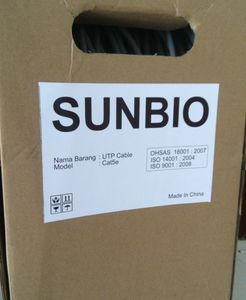 SUNBIO
Nama Barang : UTP Cable
Model : Cat5e
OHSAS 18001 : 2007
ISO 14001 : 2004
ISO 9001 : 2008
Made In China